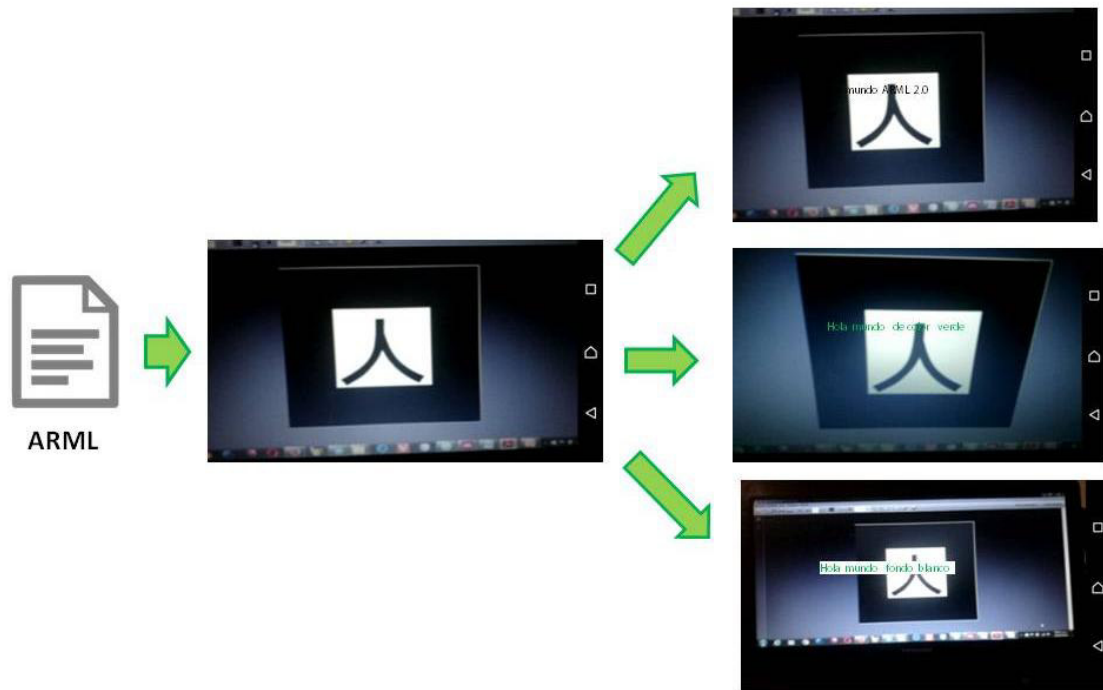 ARML
人
mundo ARML 2.0
人
Hola mundo de color verde
人
Hola mundo fondo blanco
人